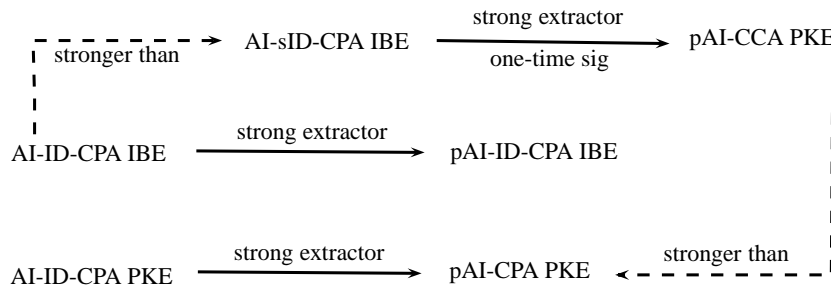 strong extractor
stronger than AI-sID-CPA IBE one-time sig pAI-CCA PKE
strong extractor
AI-ID-CPA IBE pAI-ID-CPA IBE
strong extractor stronger than
AI-ID-CPA PKE pAI-CPA PKE